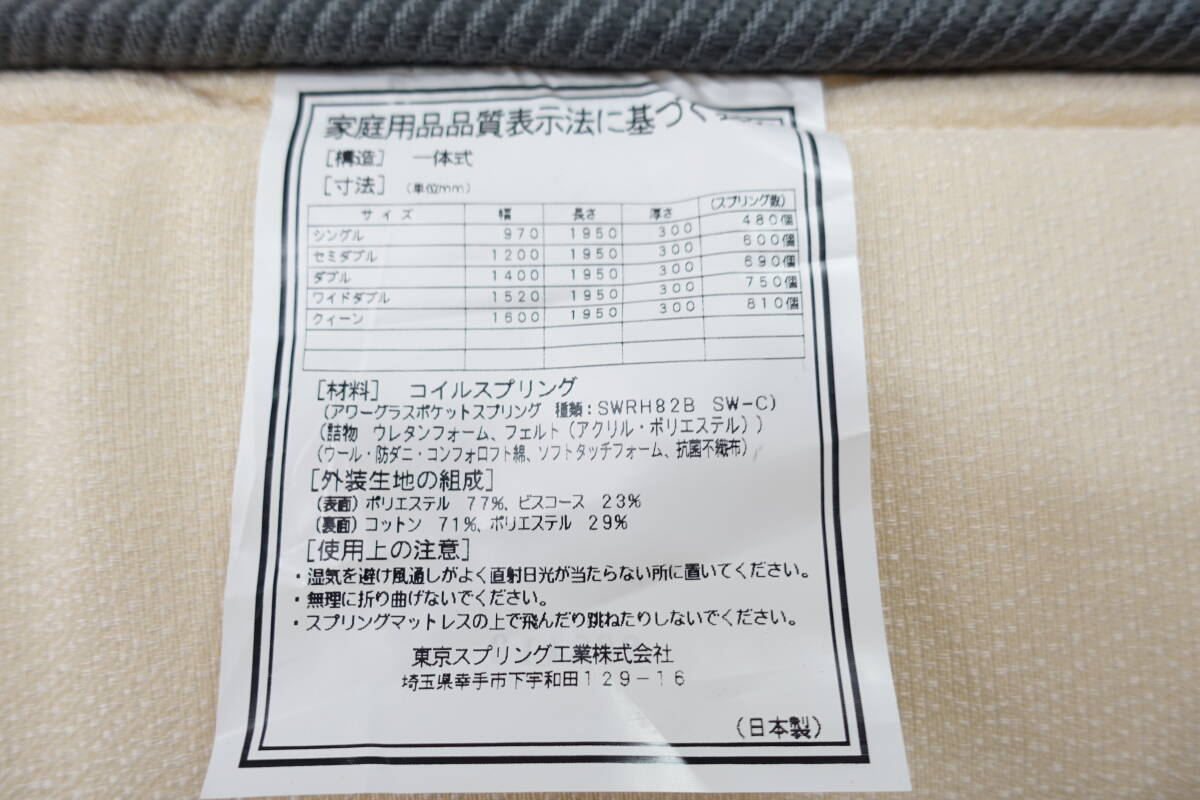 家庭用品品質表示法に基づく
[構造] 一体式
[寸法] (単位mm)
サイズ 幅 長さ 厚さ (スプリング数)
シングル 970 1950 300 480個
セミダブル 1200 1950 300 600個
ダブル 1400 1950 300 690個
ワイドダブル 1520 1950 300 750個
クィーン 1600 1950 300 810個
[材料] コイルスプリング
(アワーグラスポケットスプリング 種類:SWRH82B SW-C)
(詰物 ウレタンフォーム、フェルト(アクリル・ポリエステル))
(ウール・防ダニ・コンフォロフト綿、ソフトタッチフォーム、抗菌不織布)
[外装生地の組成]
(表面) ポリエステル 77%、ビスコース 23%
(裏面) コットン 71%、ポリエステル 29%
[使用上の注意]
・湿気を避け風通しがよく直射日光が当たらない所に置いてください。
・無理に折り曲げないでください。
・スプリングマットレスの上で飛んだり跳ねたりしないでください。
東京スプリング工業株式会社
埼玉県幸手市下宇和田129-16
(日本製)